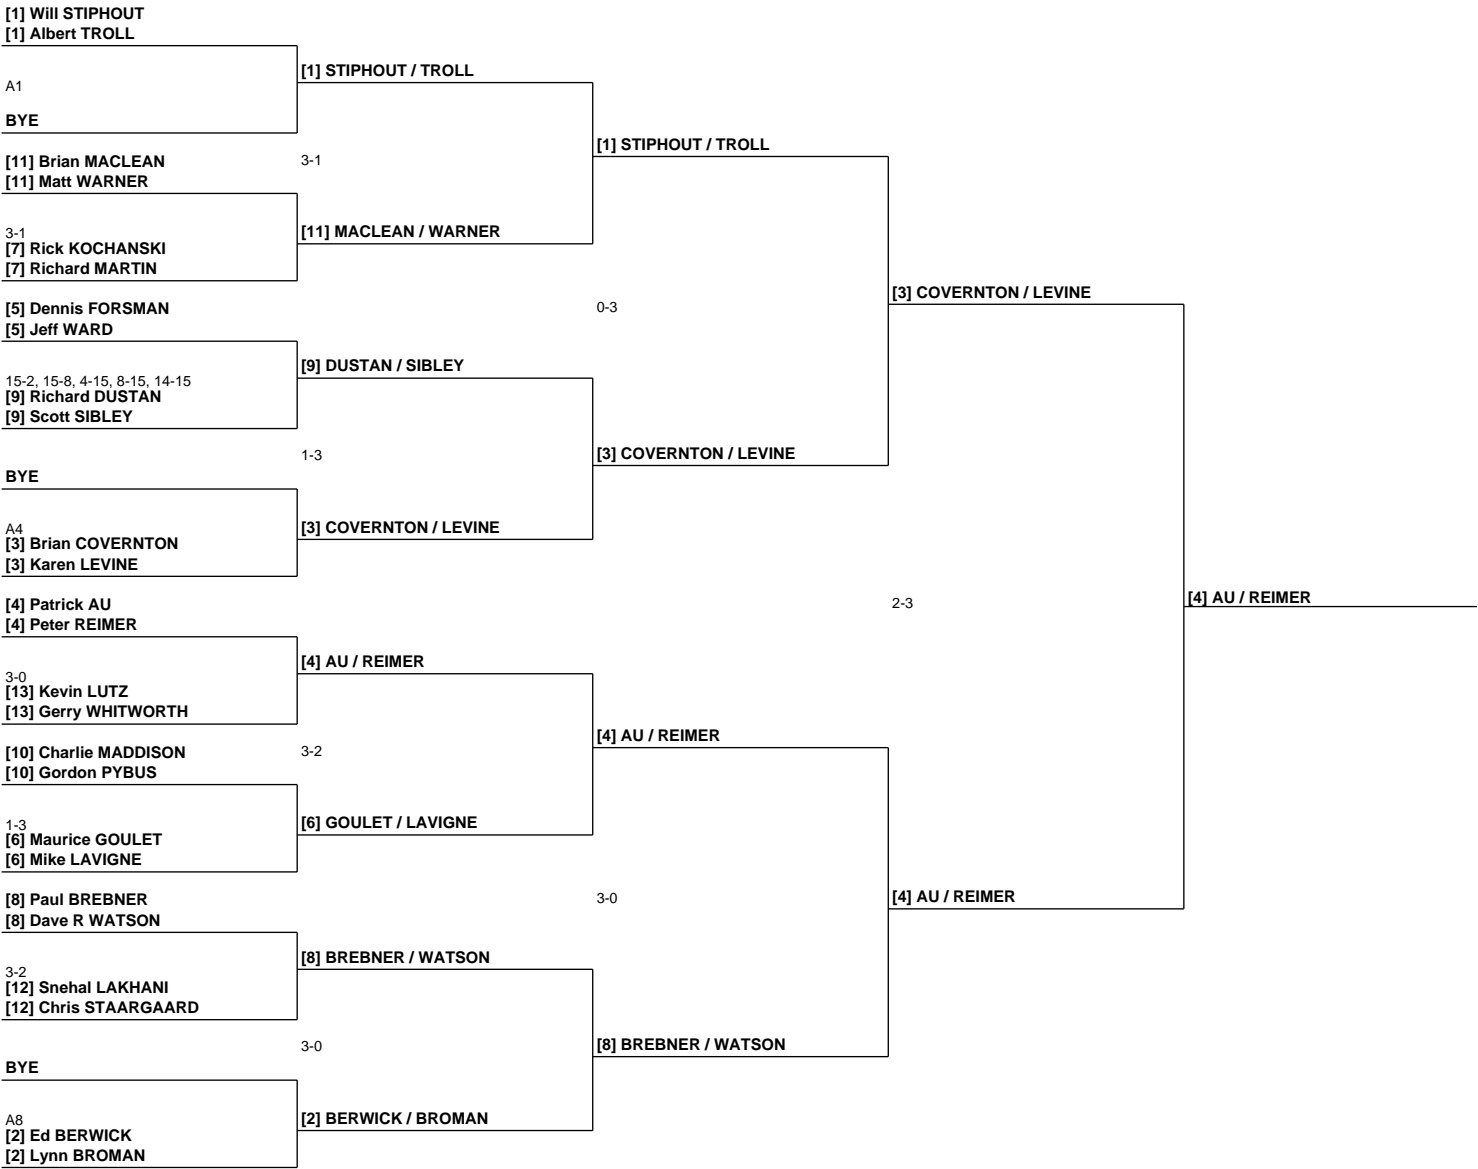 [1] Will STIPHOUT
[1] Albert TROLL
[1] STIPHOUT / TROLL
A1
BYE
[1] STIPHOUT / TROLL
[11] Brian MACLEAN
3-1
[11] Matt WARNER
3-1
[11] MACLEAN / WARNER
[7] Rick KOCHANSKI
[7] Richard MARTIN
[3] COVERNTON / LEVINE
[5] Dennis FORSMAN
0-3
[5] Jeff WARD
[9] DUSTAN / SIBLEY
15-2, 15-8, 4-15, 8-15, 14-15
[9] Richard DUSTAN
[9] Scott SIBLEY
1-3
[3] COVERNTON / LEVINE
BYE
A4
[3] COVERNTON / LEVINE
[3] Brian COVERNTON
[3] Karen LEVINE
[4] Patrick AU
2-3
[4] AU / REIMER
[4] Peter REIMER
[4] AU / REIMER
3-0
[13] Kevin LUTZ
[13] Gerry WHITWORTH
[4] AU / REIMER
[10] Charlie MADDISON
3-2
[10] Gordon PYBUS
1-3
[6] GOULET / LAVIGNE
[6] Maurice GOULET
[6] Mike LAVIGNE
[8] Paul BREBNER
3-0
[4] AU / REIMER
[8] Dave R WATSON
[8] BREBNER / WATSON
3-2
[12] Snehal LAKHANI
[12] Chris STAARGAARD
3-0
[8] BREBNER / WATSON
BYE
A8
[2] BERWICK / BROMAN
[2] Ed BERWICK
[2] Lynn BROMAN